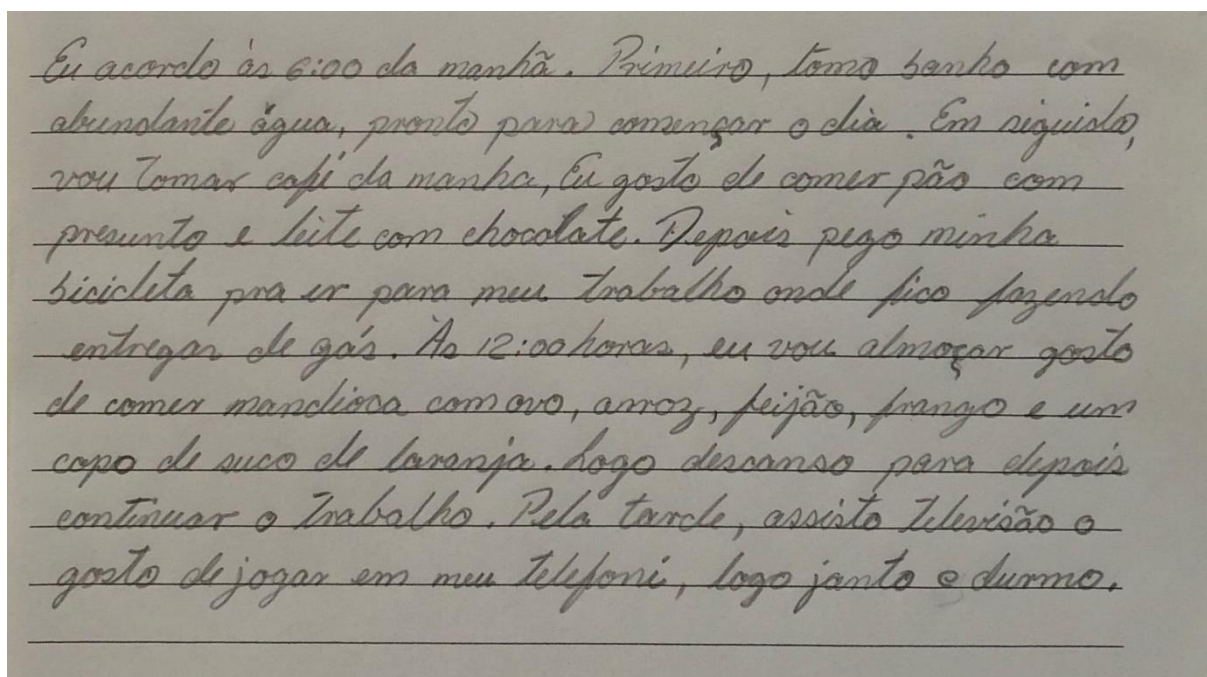 Eu acordo às 6:00 da manhã. Primeiro, tomo banho com
abundante água, pronto para començar o dia. Em siguida,
vou tomar café da manha, Eu gosto de comer pão com
presunto e leite com chocolate. Depois pego minha
bicicleta pra ir para meu trabalho onde fico fazendo
entregas de gás. Às 12:00 horas, eu vou almoçar gosto
de comer mandioca com ovo, arroz, feijão, frango e um
copo de suco de laranja. Logo descanso para depois
continuar o trabalho. Pela tarde, assisto televisão o
gosto de jogar em meu telefoni, logo janto e durmo.